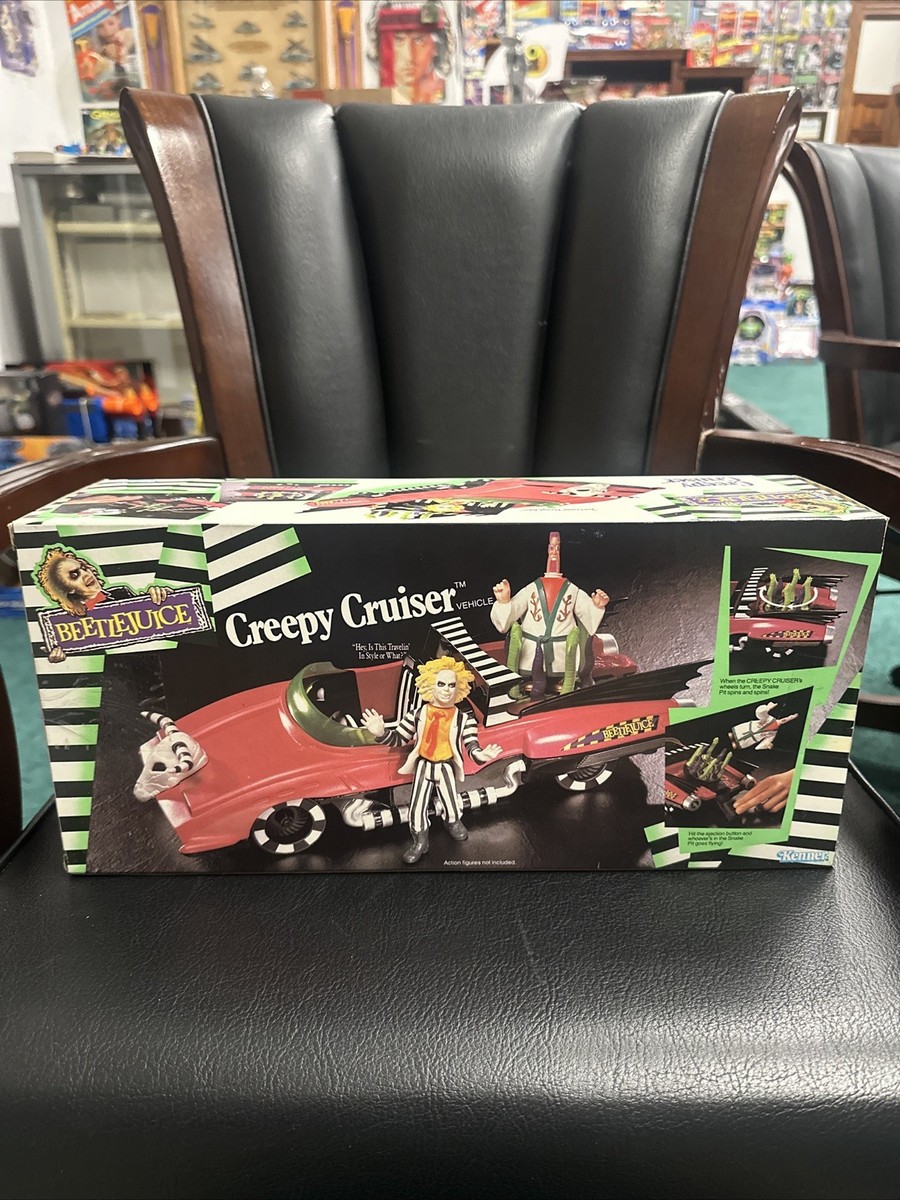 BEETLEJUICE
Creepy Cruiser™
VEHICLE
"Hey, Is This Travelin'
In Style or What?"
BEETLEJUICE
When the CREEPY CRUISER's
wheels turn, the Snake
Pit spins and spins!
Hit the ejection button and
whoever's in the Snake
Pit goes flying!
Action figures not included.
Kenner